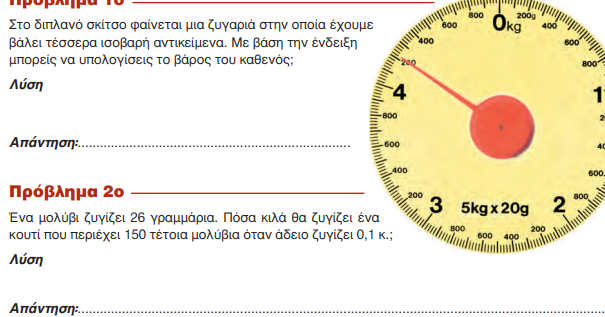 Πρόβλημα 1ο
Στο διπλανό σκίτσο φαίνεται μια ζυγαριά στην οποία έχουμε
βάλει τέσσερα ισοβαρή αντικείμενα. Με βάση την ένδειξη
μπορείς να υπολογίσεις το βάρος του καθενός;
Λύση
Απάντηση:
Πρόβλημα 2ο
Ένα μολύβι ζυγίζει 26 γραμμάρια. Πόσα κιλά θα ζυγίζει ένα
κουτί που περιέχει 150 τέτοια μολύβια όταν άδειο ζυγίζει 0,1 κ.;
Λύση
Απάντηση:
800 0kg 200g
600 400
400 600
200 800
4 1
800
600
400 600
200 800
3 5kg x 20g 2
800 200
600 400